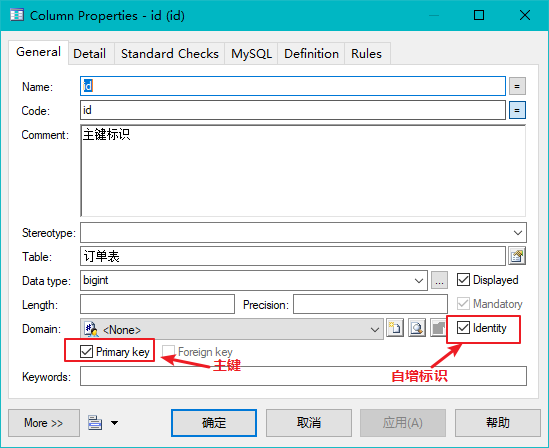 Column Properties - id (id)
General Detail Standard Checks MySQL Definition Rules
Name: id =
Code: id =
Comment: 主键标识
Stereotype:
Table: 订单表
Data type: bigint ... Displayed
Length: Precision: Mandatory
Domain: <None> Identity
Primary key Foreign key
主键
自增标识
Keywords:
More >> 确定 取消 应用(A) 帮助